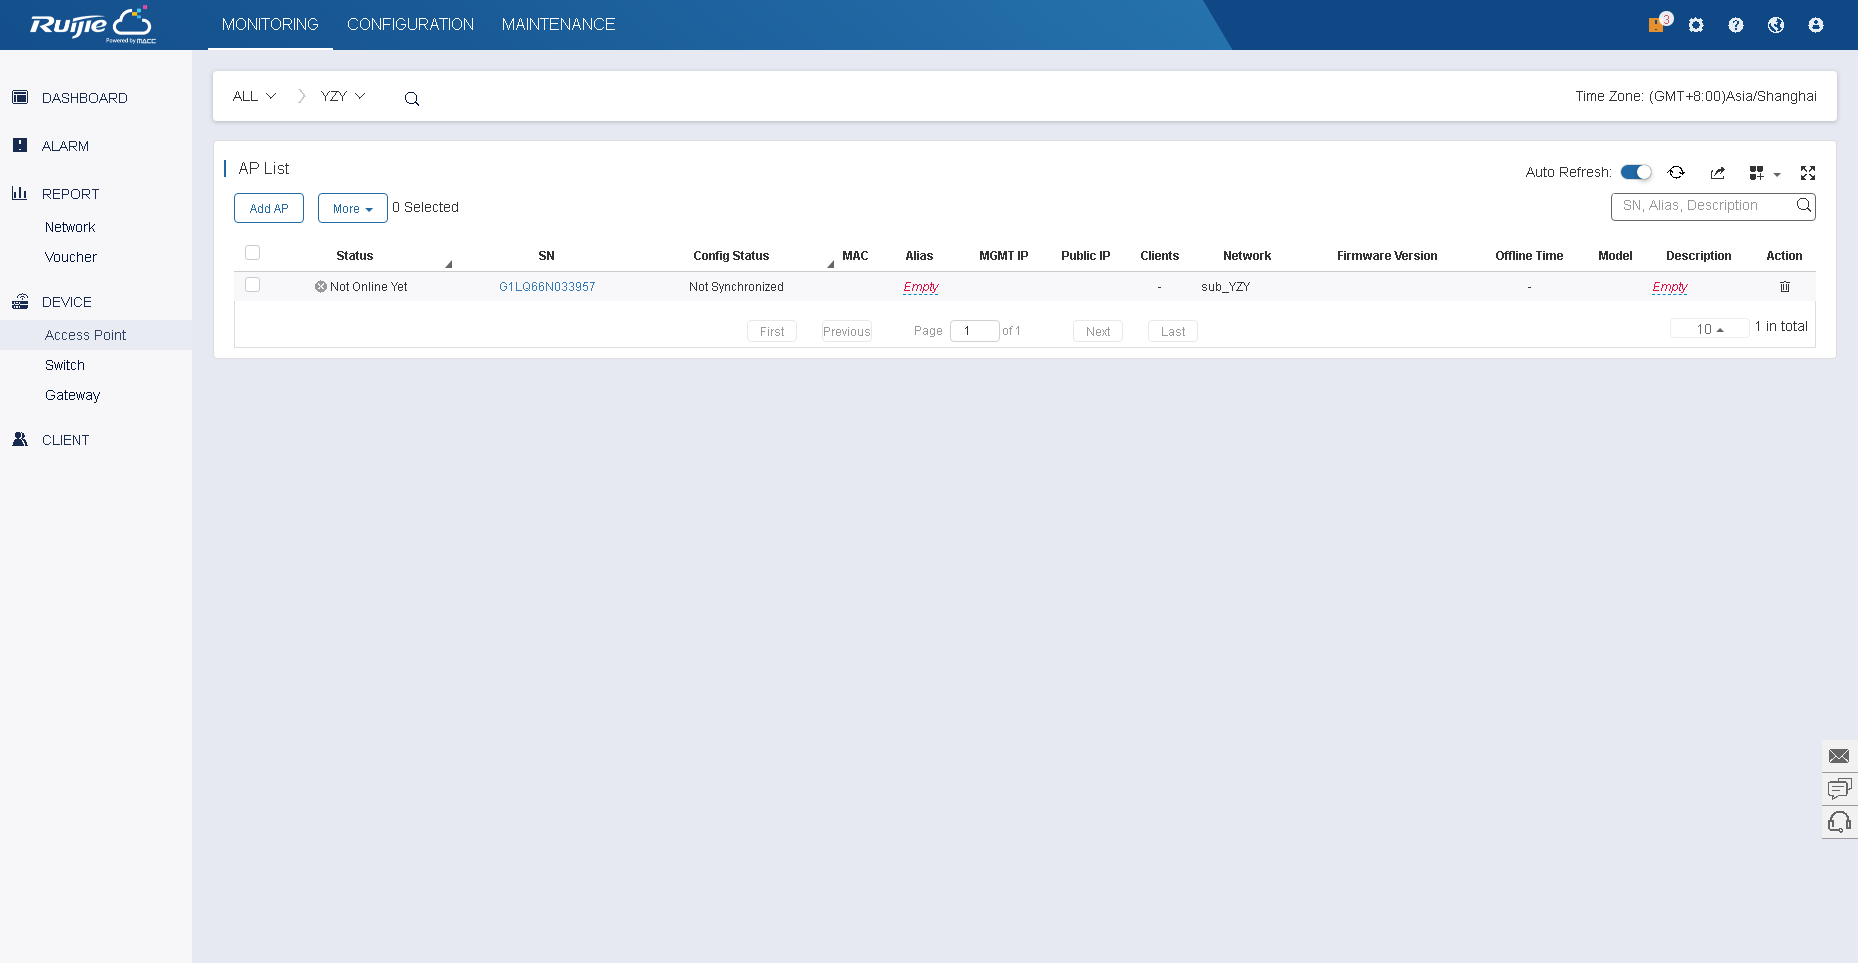 Ruijie
Powered by MACC
MONITORING CONFIGURATION MAINTENANCE
3
DASHBOARD
ALARM
REPORT
Network
Voucher
DEVICE
Access Point
Switch
Gateway
CLIENT
ALL YZY
Time Zone: (GMT+8:00)Asia/Shanghai
AP List
Auto Refresh:
Add AP More 0 Selected
SN, Alias, Description
Status SN Config Status MAC Alias MGMT IP Public IP Clients Network Firmware Version Offline Time Model Description Action
Not Online Yet G1LQ66N033957 Not Synchronized Empty - sub_YZY - Empty
First Previous Page 1 of 1 Next Last
10 1 in total